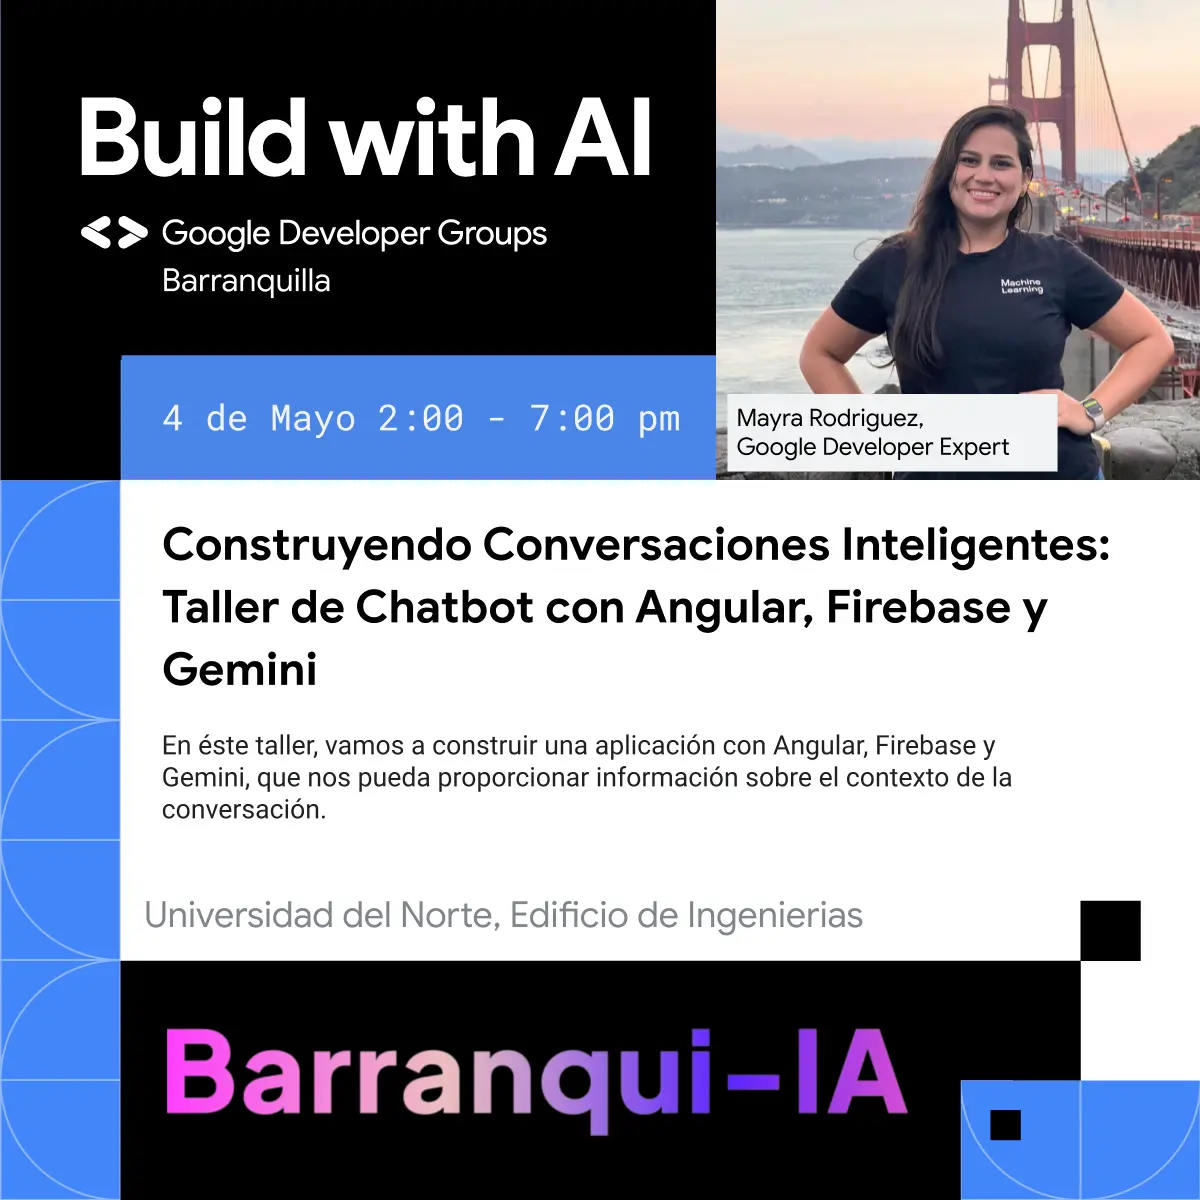 Build with AI
Google Developer Groups
Barranquilla
4 de Mayo 2:00 - 7:00 pm
Machine
Learning
Mayra Rodriguez,
Google Developer Expert
Construyendo Conversaciones Inteligentes:
Taller de Chatbot con Angular, Firebase y
Gemini
En éste taller, vamos a construir una aplicación con Angular, Firebase y
Gemini, que nos pueda proporcionar información sobre el contexto de la
conversación.
Universidad del Norte, Edificio de Ingenierias
Barranqui-IA